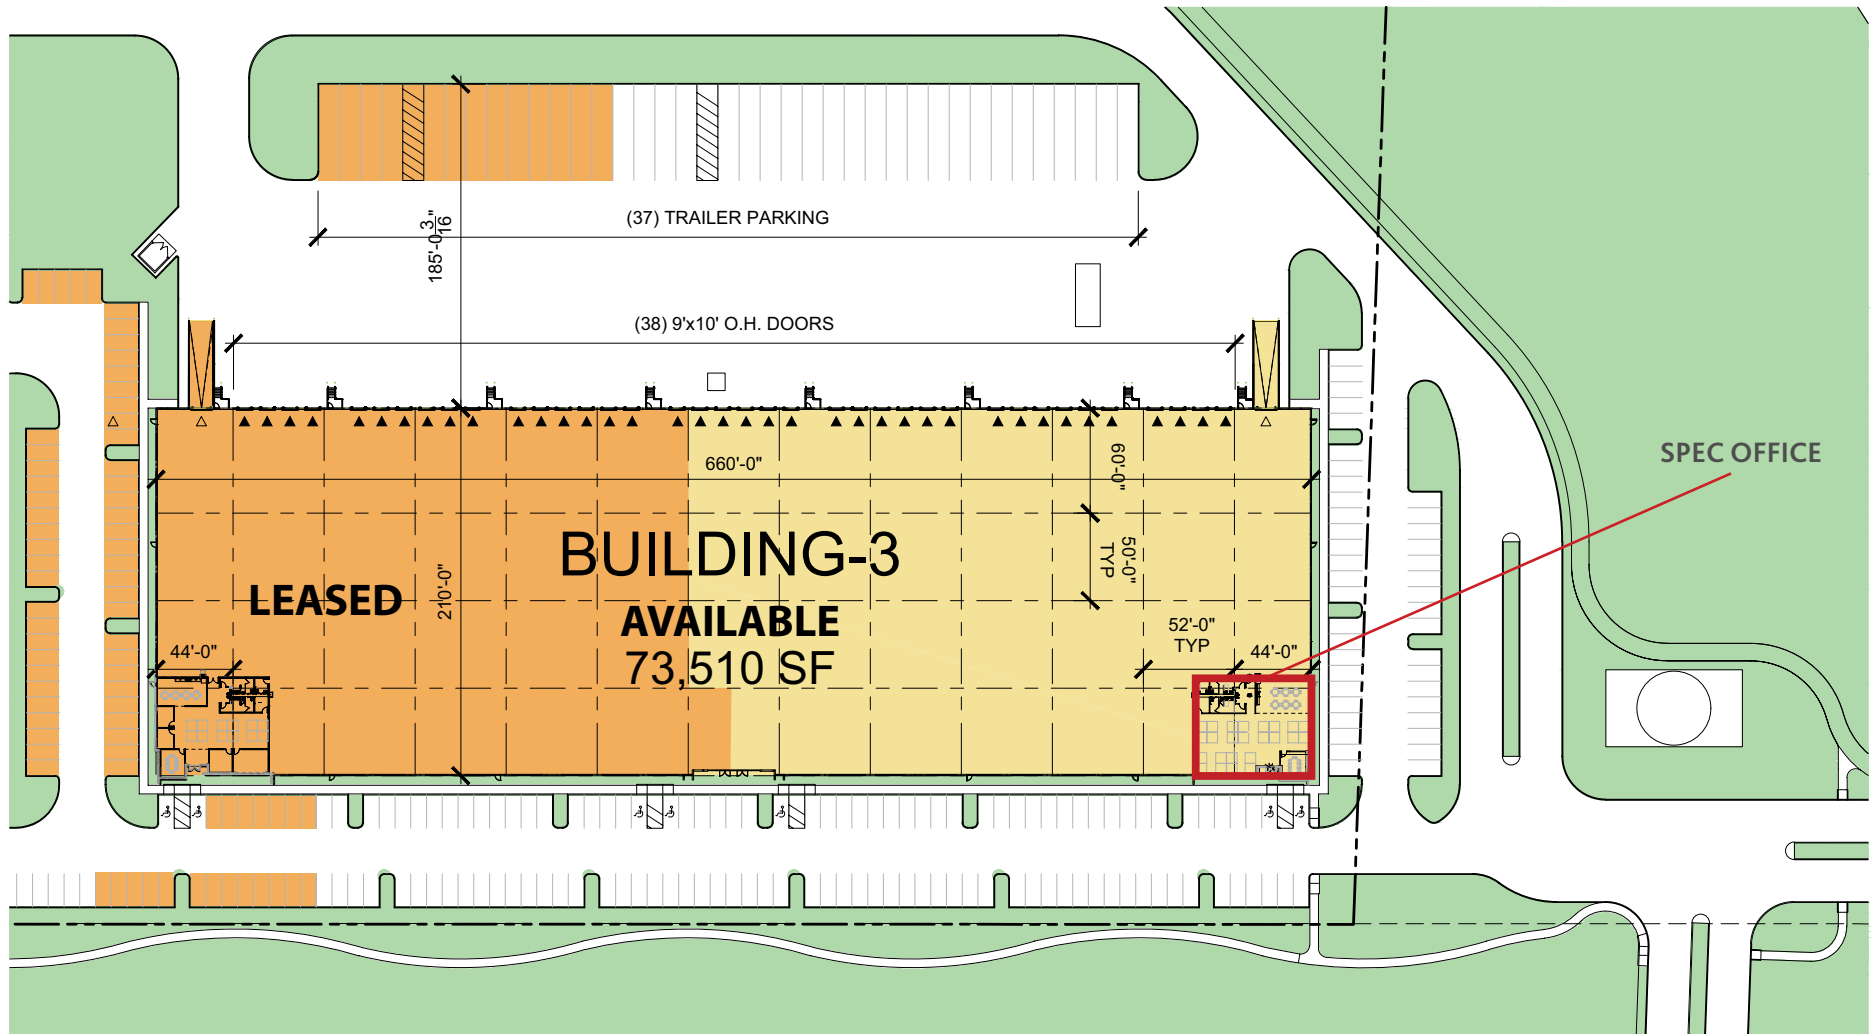 (37) TRAILER PARKING
185'-0 3/16"
(38) 9'x10' O.H. DOORS
660'-0"
60'-0"
SPEC OFFICE
BUILDING-3
50'-0"
TYP
LEASED
210'-0"
AVAILABLE
73,510 SF
52'-0"
TYP
44'-0"
44'-0"